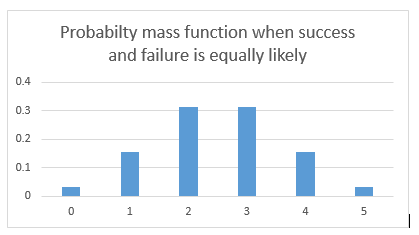 Probabilty mass function when success
and failure is equally likely
0.4
0.3
0.2
0.1
0
0 1 2 3 4 5